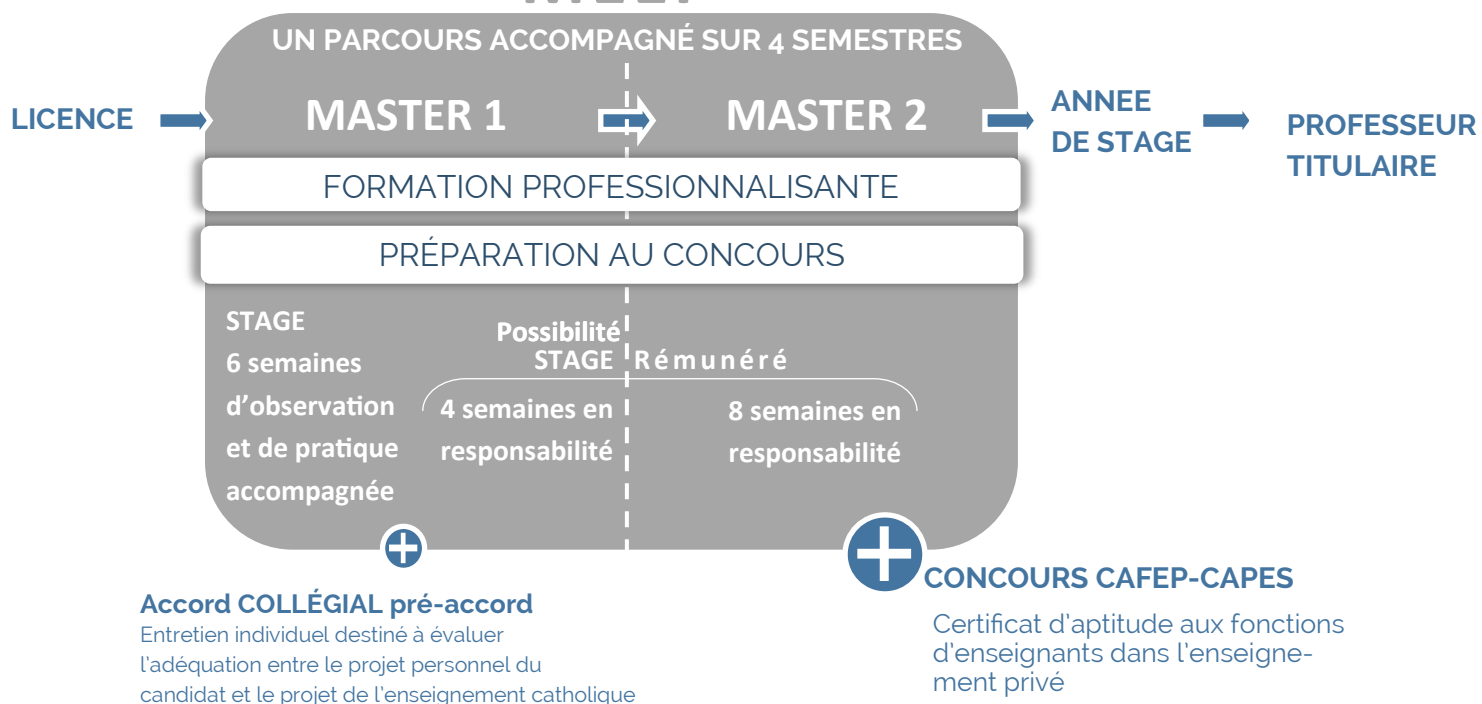 UN PARCOURS ACCOMPAGNÉ SUR 4 SEMESTRES
LICENCE
MASTER 1
MASTER 2
ANNEE
DE STAGE
PROFESSEUR
TITULAIRE
FORMATION PROFESSIONNALISANTE
PRÉPARATION AU CONCOURS
STAGE
6 semaines
d'observation
et de pratique
accompagnée
Possibilité
STAGE Rémunéré
4 semaines en
responsabilité
8 semaines en
responsabilité
Accord COLLÉGIAL pré-accord
Entretien individuel destiné à évaluer
l'adéquation entre le projet personnel du
candidat et le projet de l'enseignement catholique
CONCOURS CAFEP-CAPES
Certificat d'aptitude aux fonctions
d'enseignants dans l'enseigne-
ment privé